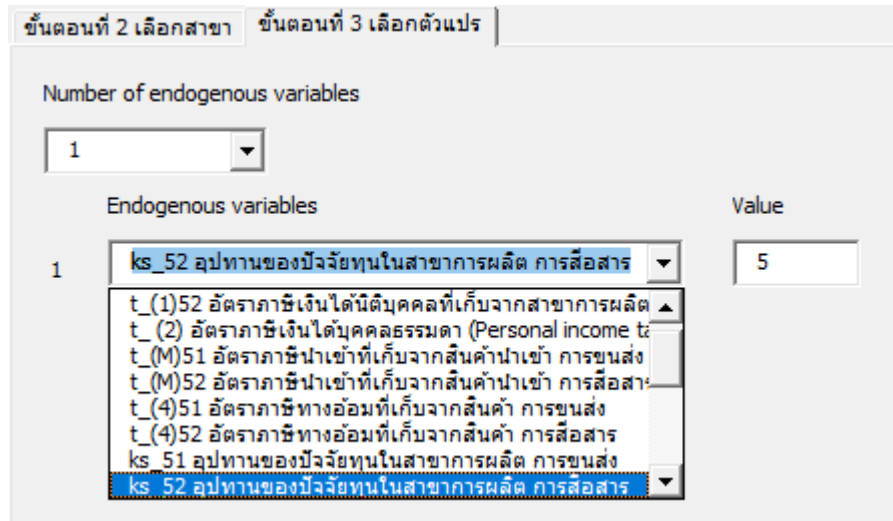 ขั้นตอนที่ 2 เลือกสาขา ขั้นตอนที่ 3 เลือกตัวแปร
Number of endogenous variables
1
Endogenous variables Value
1 ks_52 อุปทานของปัจจัยทุนในสาขาการผลิต การสื่อสาร 5
t_(1)52 อัตราภาษีเงินได้นิติบุคคลที่เก็บจากสาขาการผลิต
t_ (2) อัตราภาษีเงินได้บุคคลธรรมดา (Personal income ta
t_(M)51 อัตราภาษีนำเข้าที่เก็บจากสินค้านำเข้า การขนส่ง
t_(M)52 อัตราภาษีนำเข้าที่เก็บจากสินค้านำเข้า การสื่อสาร
t_(4)51 อัตราภาษีทางอ้อมที่เก็บจากสินค้า การขนส่ง
t_(4)52 อัตราภาษีทางอ้อมที่เก็บจากสินค้า การสื่อสาร
ks_51 อุปทานของปัจจัยทุนในสาขาการผลิต การขนส่ง
ks_52 อุปทานของปัจจัยทุนในสาขาการผลิต การสื่อสาร